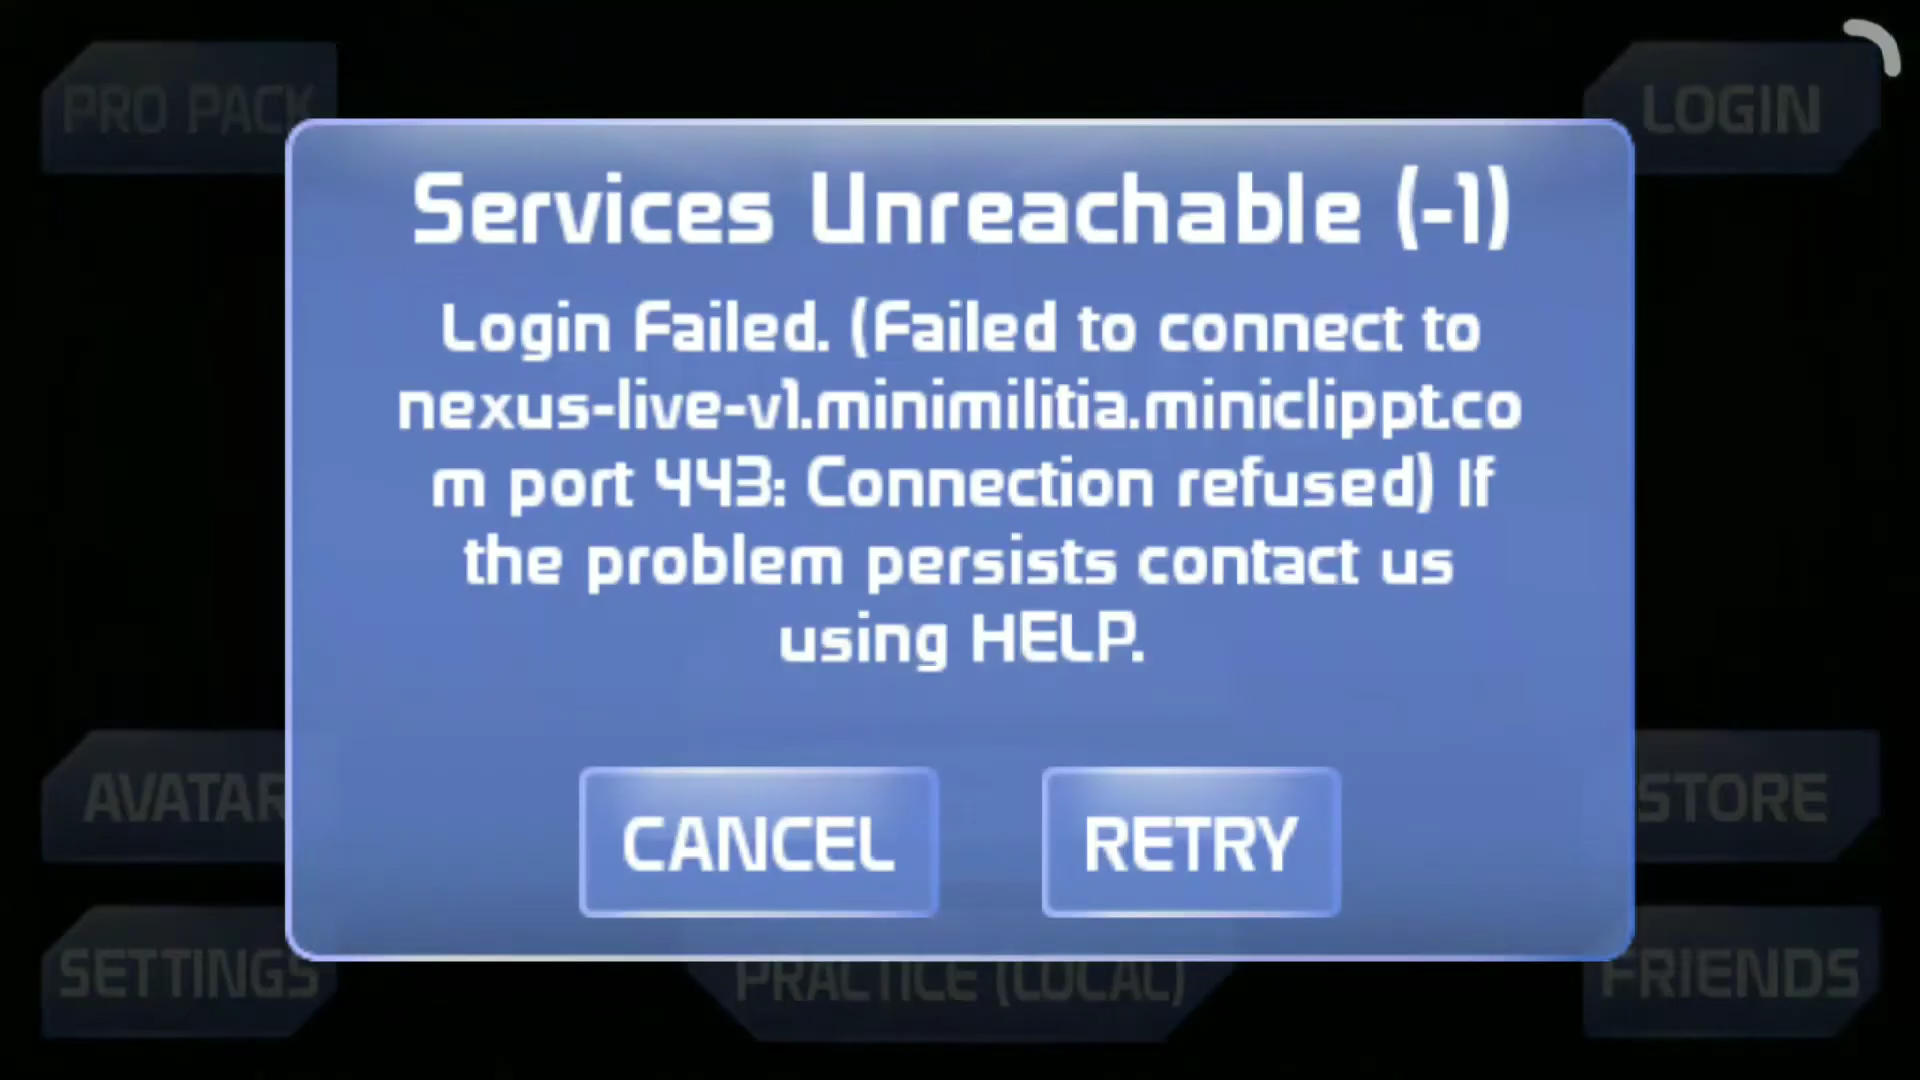 PRO PACK
LOGIN
Services Unreachable (-1)
Login Failed. (Failed to connect to
nexus-live-v1.minimilitia.miniclippt.co
m port 443: Connection refused) If
the problem persists contact us
using HELP.
AVATAR
STORE
CANCEL
RETRY
SETTINGS
PRACTICE (LOCAL)
FRIENDS